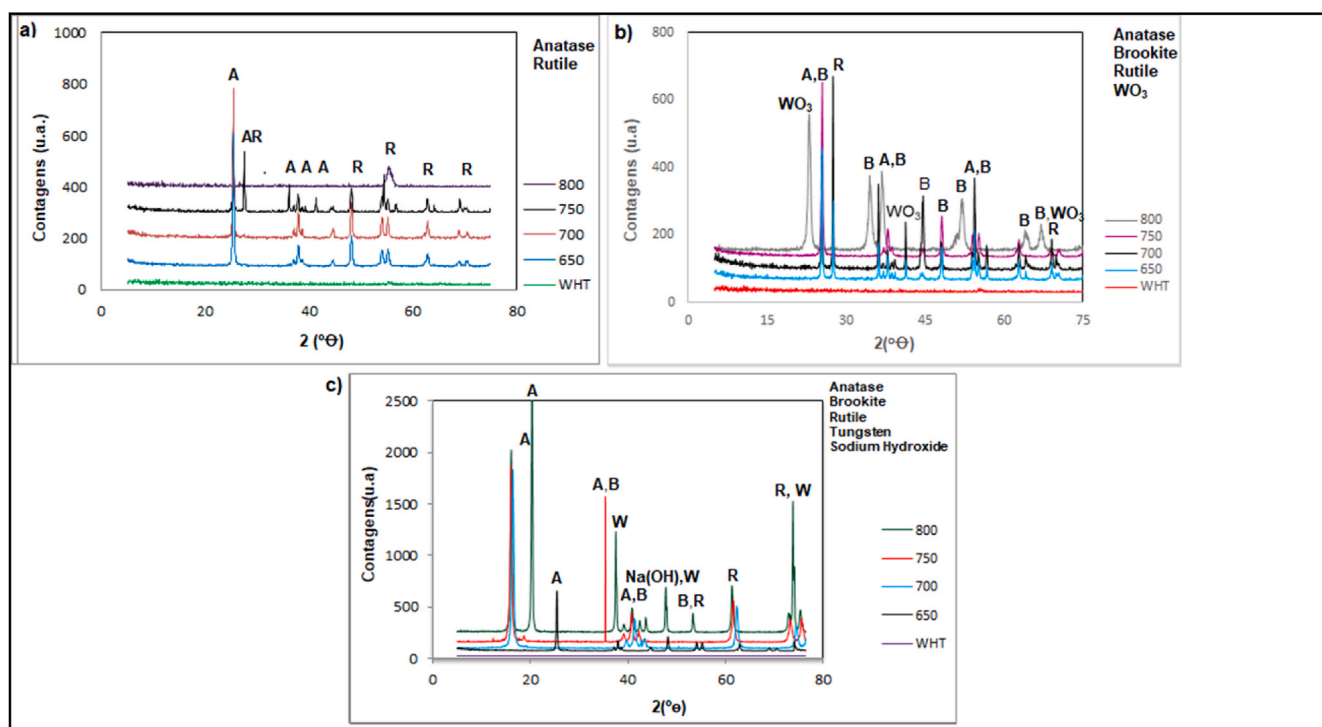 a)
1000
800
600
400
200
0
Contagens (u.a.)
0
20
40
60
80
2 (°Ɵ)
A
AR
A A A
R
R
R
R
Anatase
Rutile
800
750
700
650
WHT
b)
800
600
400
200
0
Contagens (u.a)
0
15
30
45
60
75
2(°Ɵ)
WO₃
A,B
R
B
A,B
WO₃
B
B
B
A,B
B
B,WO₃
R
Anatase
Brookite
Rutile
WO₃
800
750
700
650
WHT
c)
2500
2000
1500
1000
500
0
Contagens(u.a)
0
20
40
60
80
2(°ɵ)
A
A
A
A,B
W
Na(OH),W
A,B
B,R
R
R, W
Anatase
Brookite
Rutile
Tungsten
Sodium Hydroxide
800
750
700
650
WHT